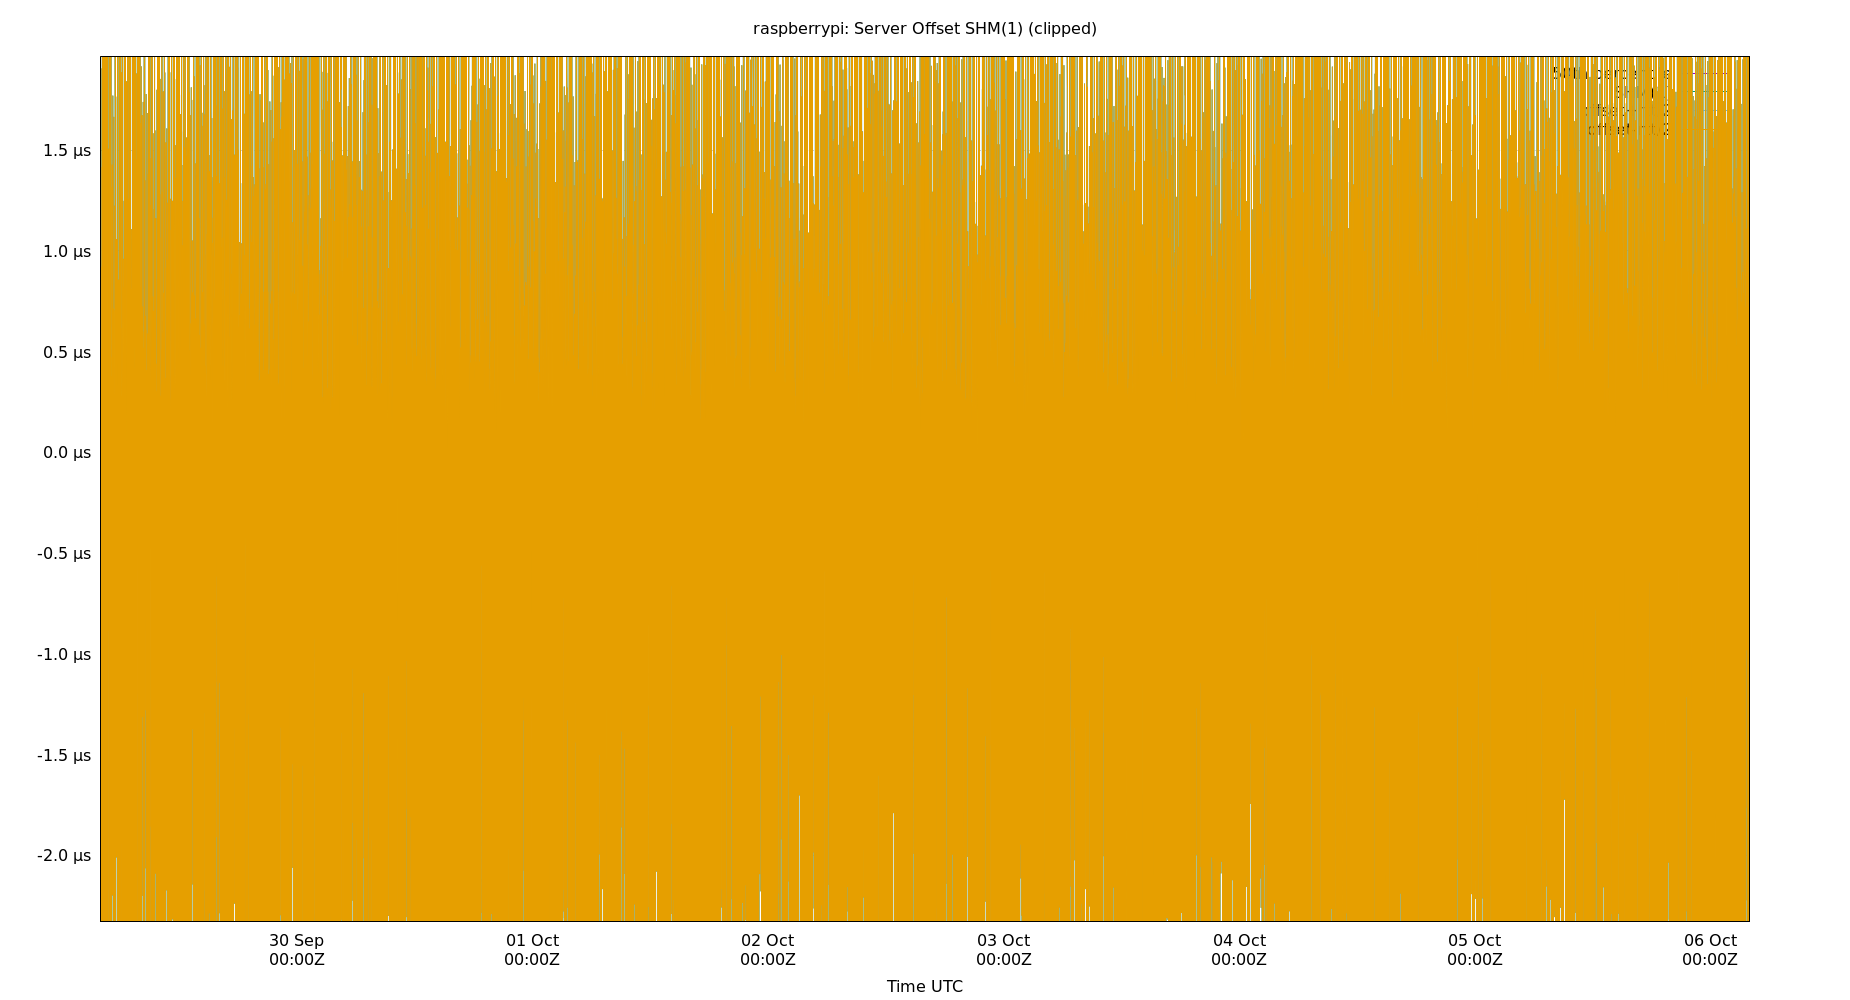 raspberrypi: Server Offset SHM(1) (clipped)
1.5 µs
1.0 µs
0.5 µs
0.0 µs
-0.5 µs
-1.0 µs
-1.5 µs
-2.0 µs
30 Sep 01 Oct 02 Oct 03 Oct 04 Oct 05 Oct 06 Oct
00:00Z 00:00Z 00:00Z 00:00Z 00:00Z 00:00Z 00:00Z
Time UTC